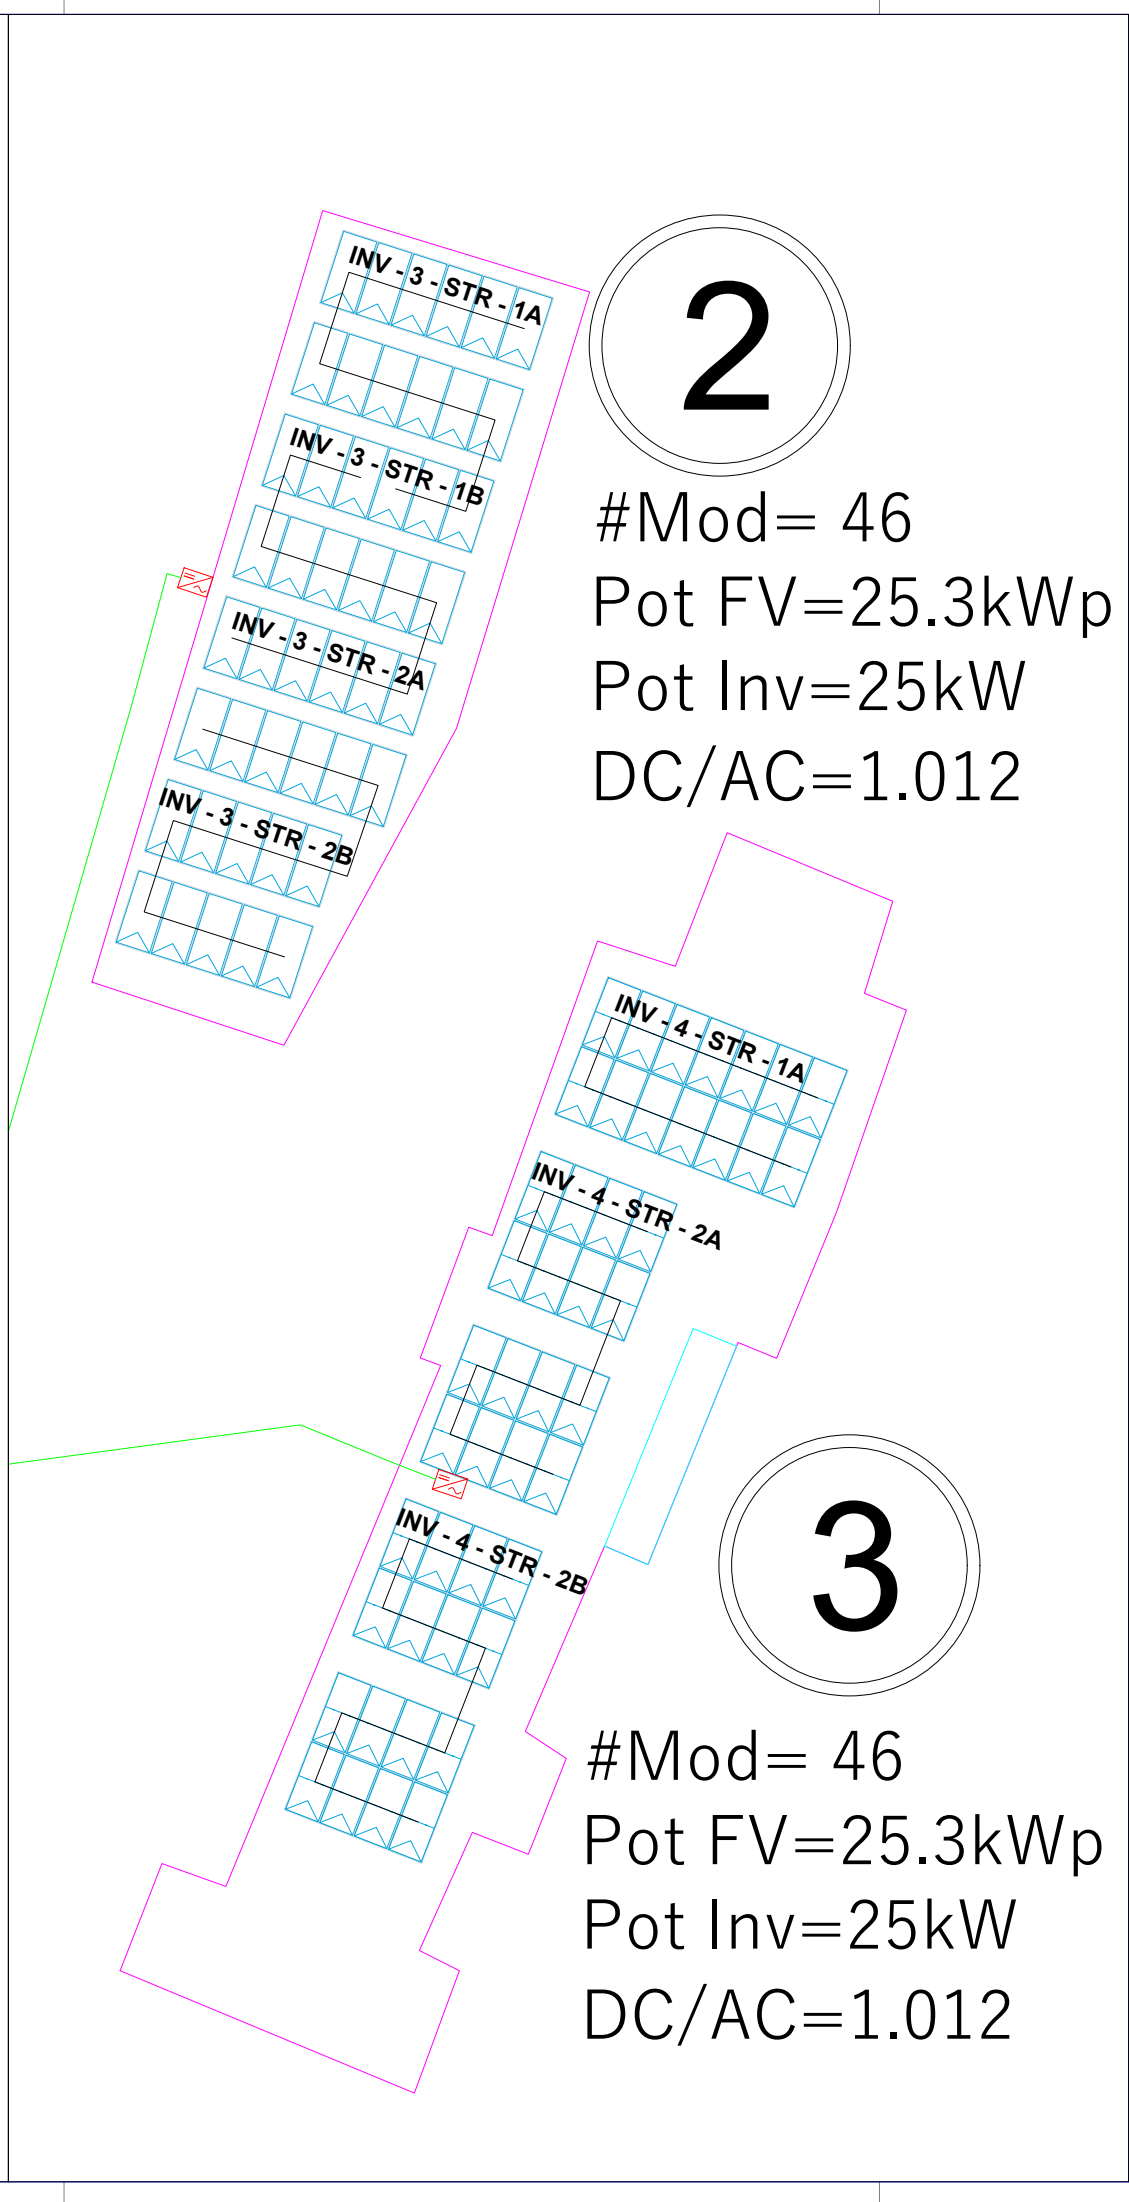 INV - 3 - STR - 1A
2
INV - 3 - STR - 1B
#Mod= 46
Pot FV=25.3kWp
INV - 3 - STR - 2A
Pot Inv=25kW
DC/AC=1.012
INV - 3 - STR - 2B
INV - 4 - STR - 1A
INV - 4 - STR - 2A
INV - 4 - STR - 2B
3
#Mod= 46
Pot FV=25.3kWp
Pot Inv=25kW
DC/AC=1.012